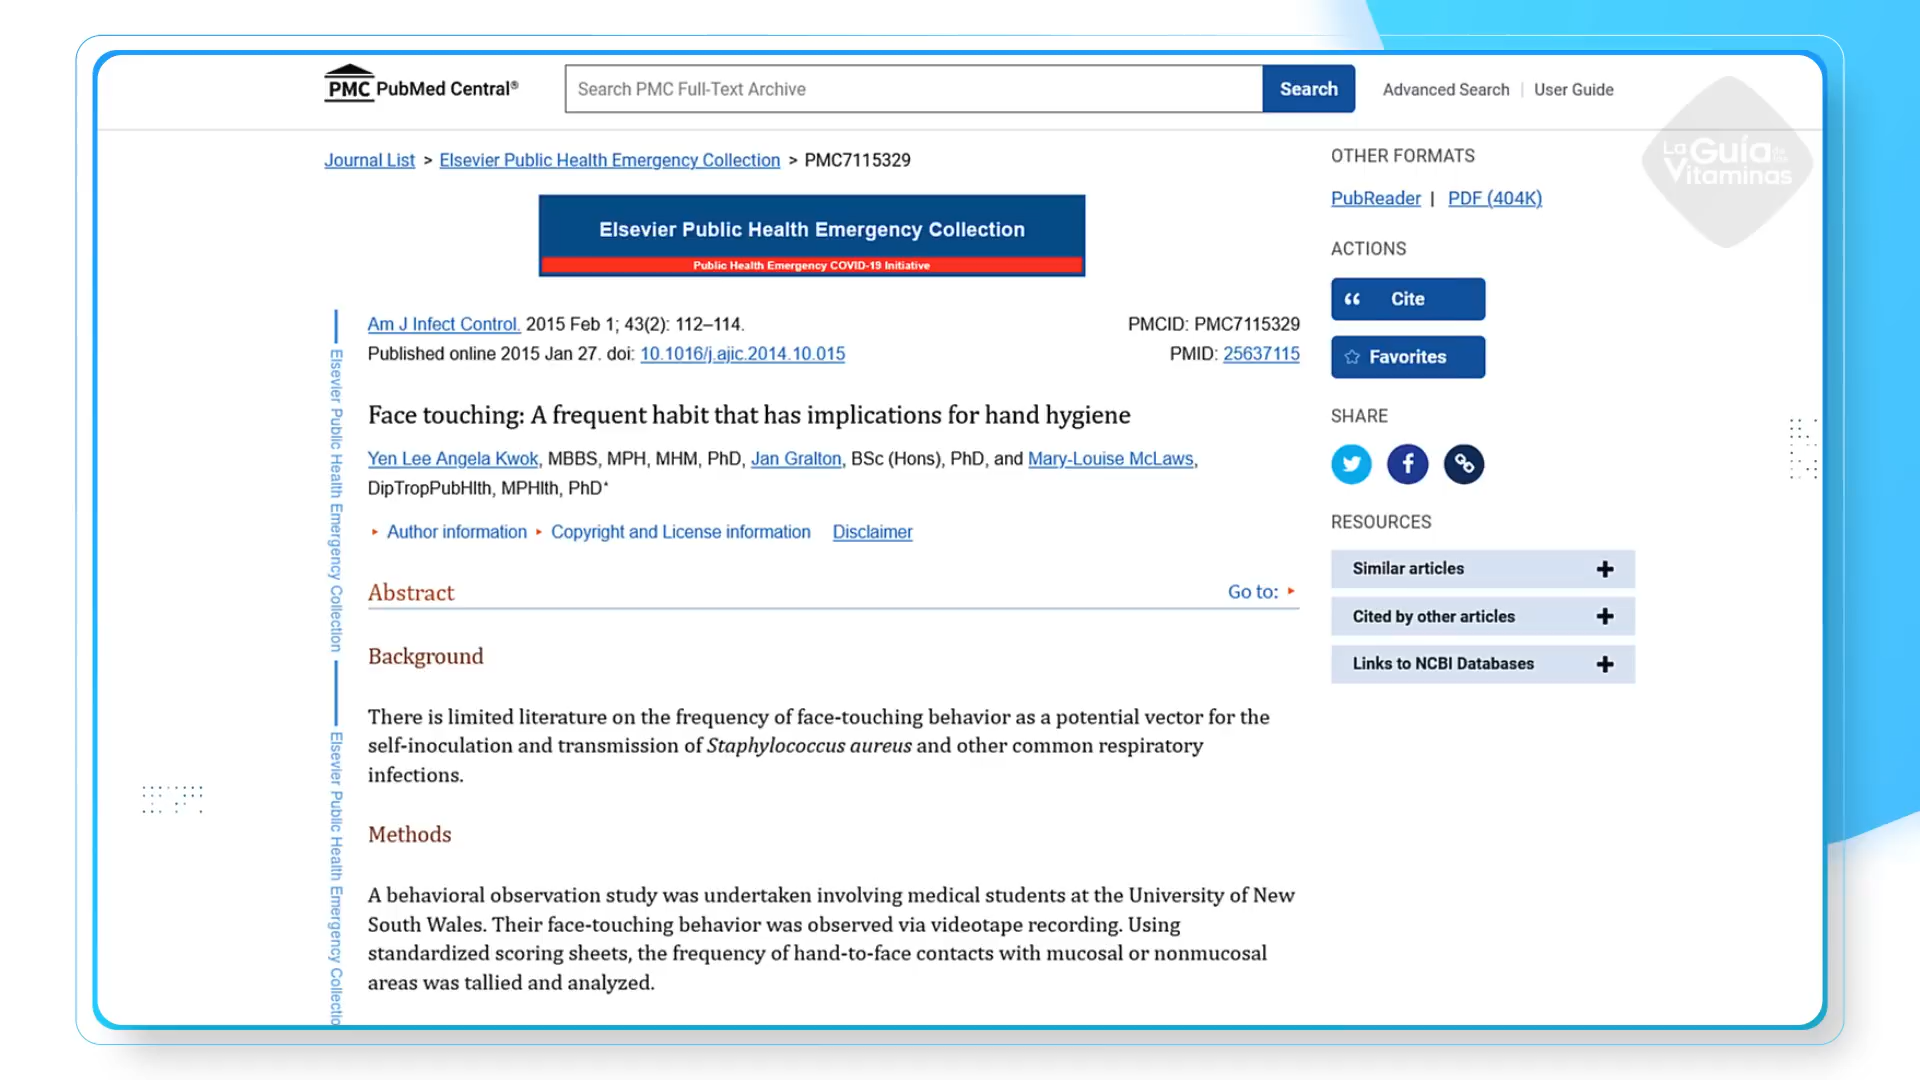 PMC PubMed Central®
Search PMC Full-Text Archive
Search
Advanced Search | User Guide
La Guía de las Vitaminas
Journal List > Elsevier Public Health Emergency Collection > PMC7115329
Elsevier Public Health Emergency Collection
Public Health Emergency COVID-19 Initiative
Am J Infect Control. 2015 Feb 1; 43(2): 112–114.
PMCID: PMC7115329
Published online 2015 Jan 27. doi: 10.1016/j.ajic.2014.10.015
PMID: 25637115
Face touching: A frequent habit that has implications for hand hygiene
Yen Lee Angela Kwok, MBBS, MPH, MHM, PhD, Jan Gralton, BSc (Hons), PhD, and Mary-Louise McLaws,
DipTropPubHlth, MPHlth, PhD*
Author information
Copyright and License information
Disclaimer
Abstract
Go to:
Background
There is limited literature on the frequency of face-touching behavior as a potential vector for the
self-inoculation and transmission of Staphylococcus aureus and other common respiratory
infections.
Methods
A behavioral observation study was undertaken involving medical students at the University of New
South Wales. Their face-touching behavior was observed via videotape recording. Using
standardized scoring sheets, the frequency of hand-to-face contacts with mucosal or nonmucosal
areas was tallied and analyzed.
Elsevier Public Health Emergency Collection
Elsevier Public Health Emergency Collectio
OTHER FORMATS
PubReader | PDF (404K)
ACTIONS
Cite
Favorites
SHARE
RESOURCES
Similar articles
Cited by other articles
Links to NCBI Databases